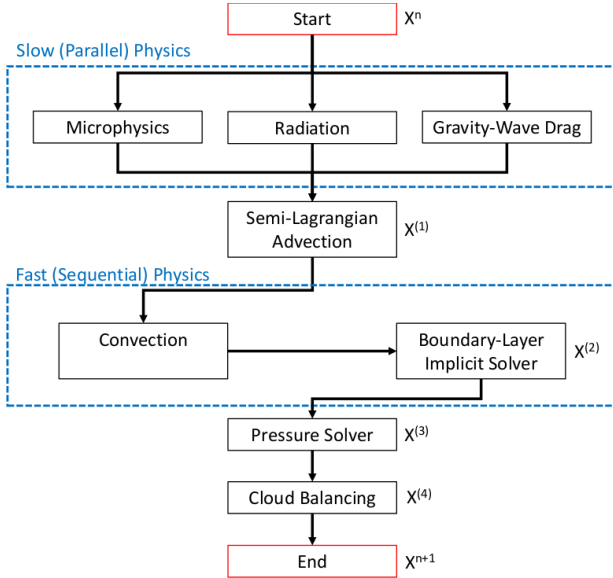 Start
Xⁿ
Slow (Parallel) Physics
Microphysics
Radiation
Gravity-Wave Drag
Semi-Lagrangian
Advection
X⁽¹⁾
Fast (Sequential) Physics
Convection
Boundary-Layer
Implicit Solver
X⁽²⁾
Pressure Solver
X⁽³⁾
Cloud Balancing
X⁽⁴⁾
End
Xⁿ⁺¹